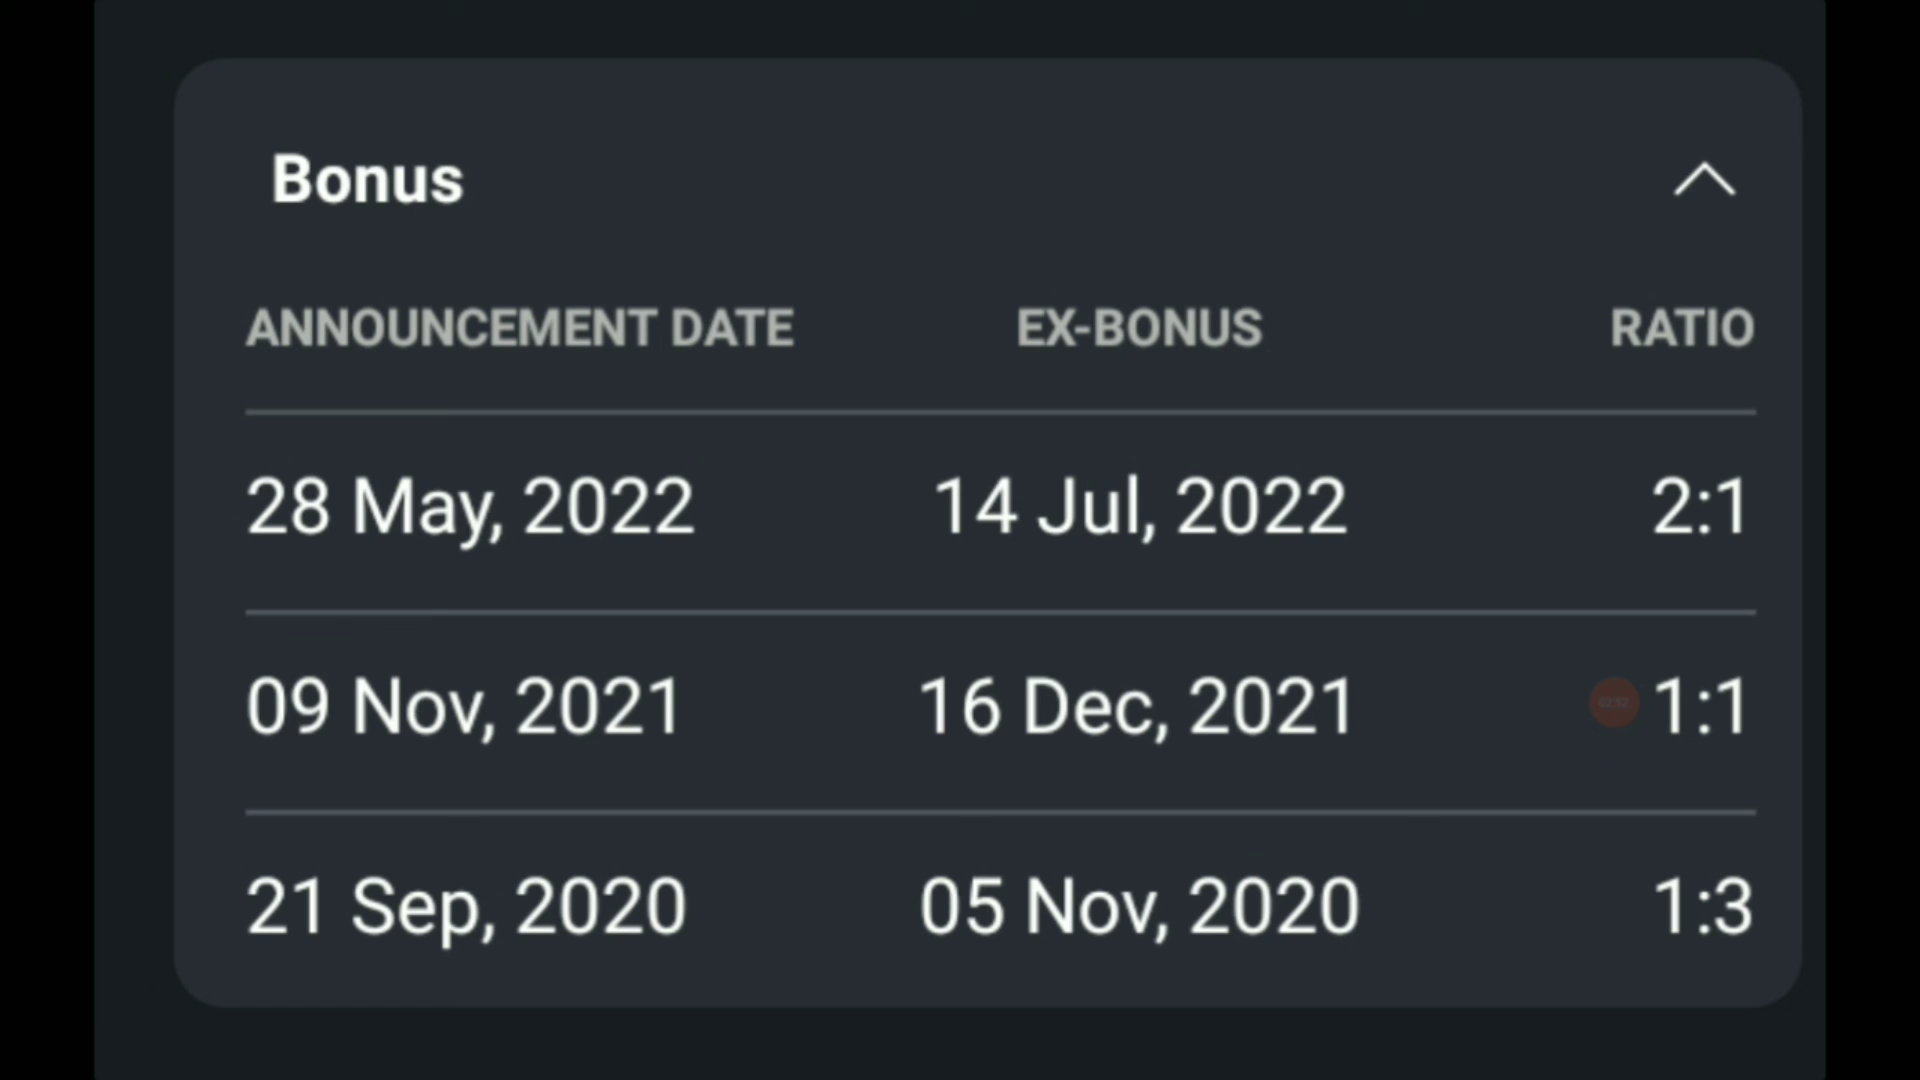 Bonus
ANNOUNCEMENT DATE EX-BONUS RATIO
28 May, 2022 14 Jul, 2022 2:1
09 Nov, 2021 16 Dec, 2021 1:1
21 Sep, 2020 05 Nov, 2020 1:3